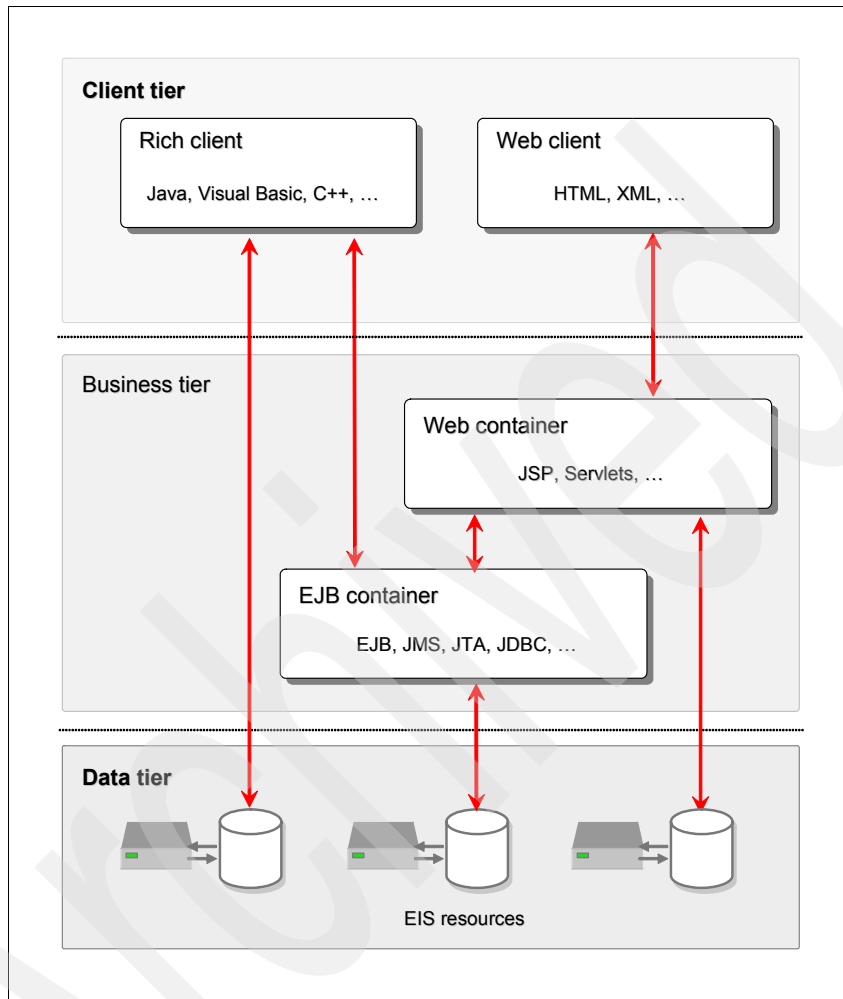 Client tier
Rich client
Java, Visual Basic, C++, …
Web client
HTML, XML, …
Business tier
Web container
JSP, Servlets, …
EJB container
EJB, JMS, JTA, JDBC, …
Data tier
EIS resources
Archived